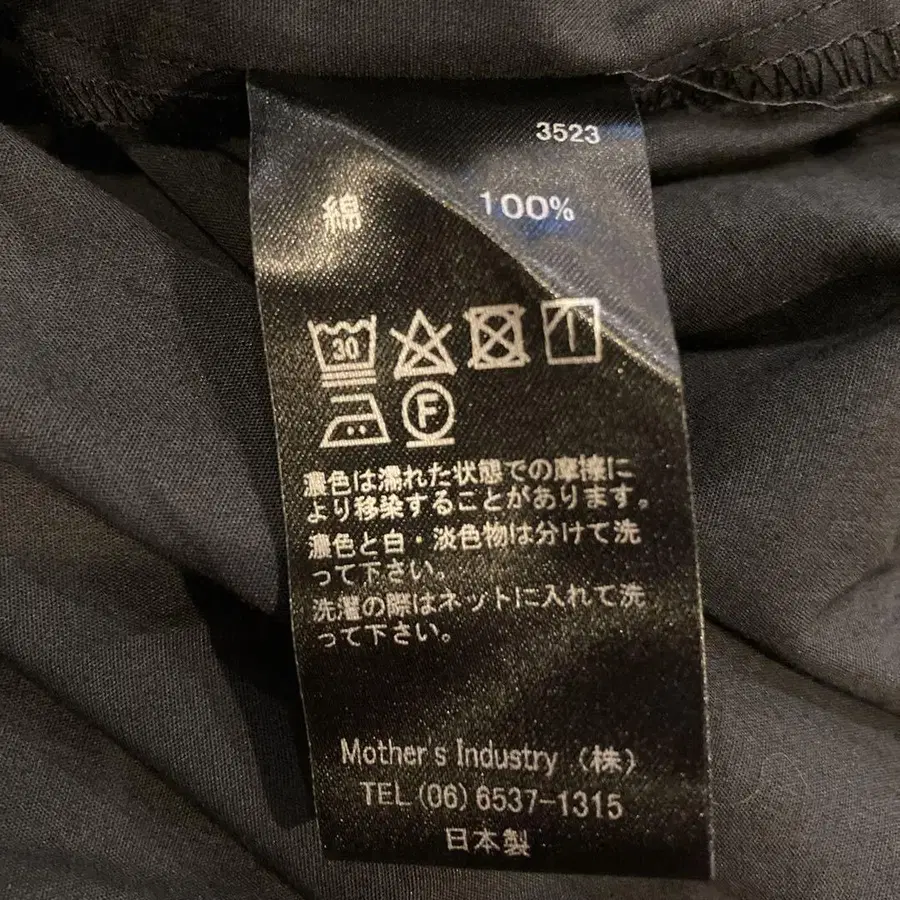 3523
綿 100%
30
F
濃色は濡れた状態での摩擦に
より移染することがあります。
濃色と白・淡色物は分けて洗
って下さい。
洗濯の際はネットに入れて洗
って下さい。
Mother's Industry (株)
TEL(06)6537-1315
日本製